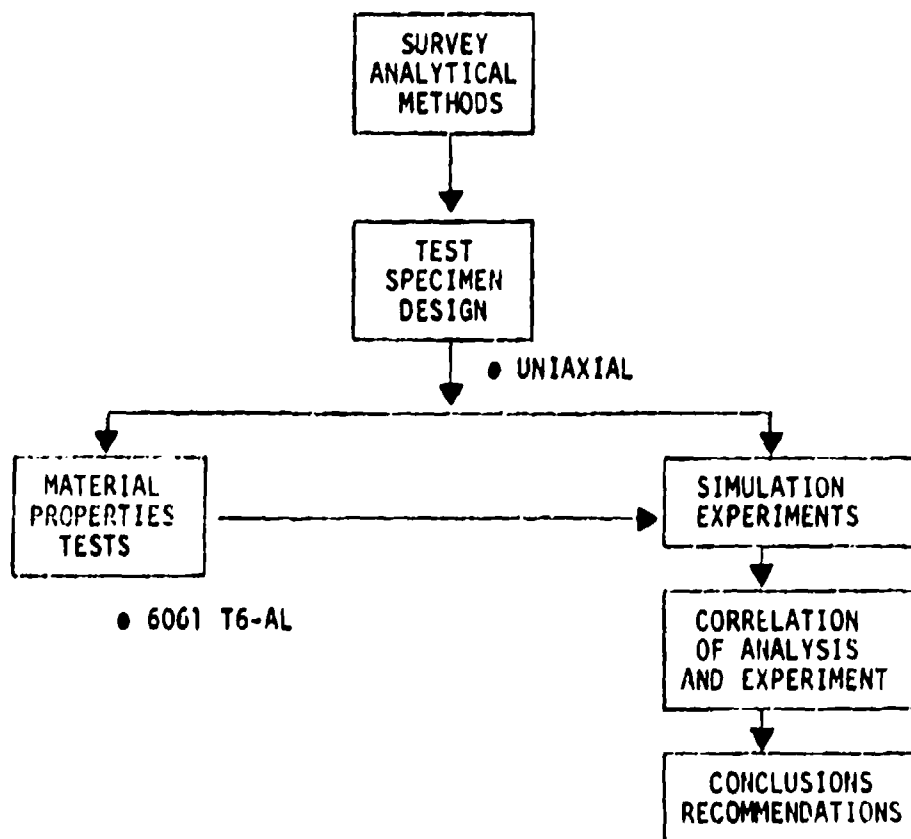 SURVEY
ANALYTICAL
METHODS
TEST
SPECIMEN
DESIGN
● UNIAXIAL
MATERIAL
PROPERTIES
TESTS
SIMULATION
EXPERIMENTS
● 6061 T6-AL
CORRELATION
OF ANALYSIS
AND EXPERIMENT
CONCLUSIONS
RECOMMENDATIONS